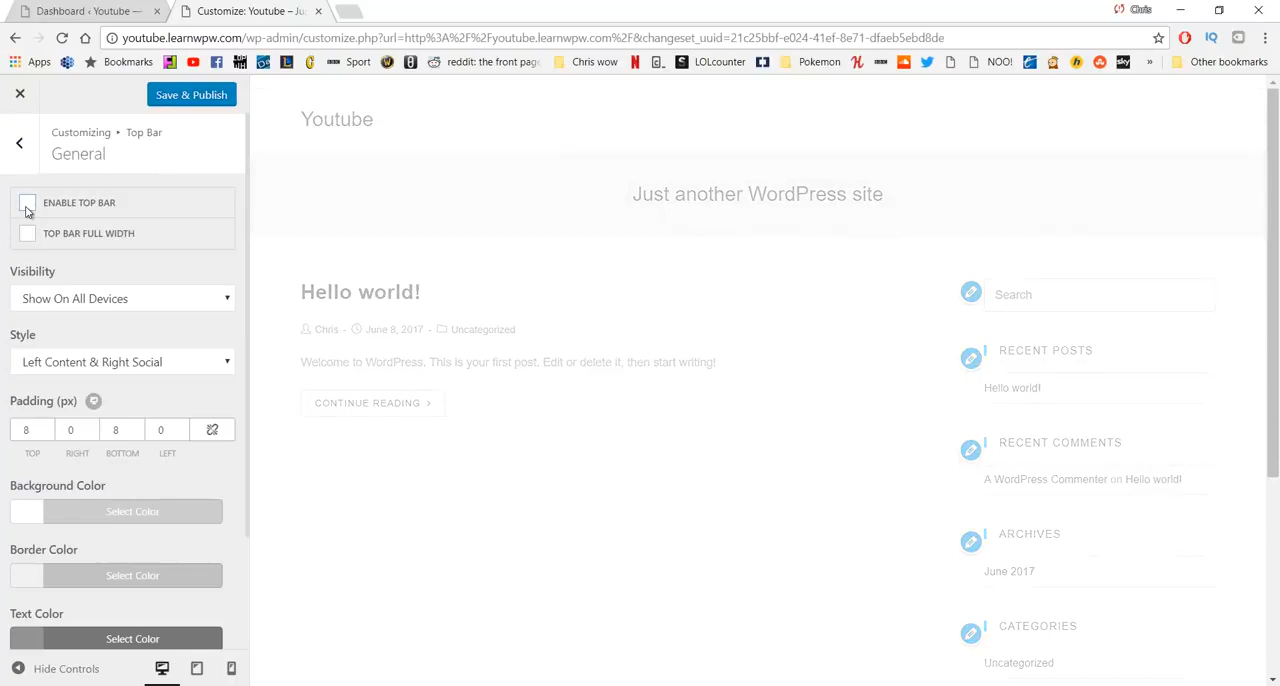 Dashboard ‹ Youtube —
Customize: Youtube – Ju
Chris
youtube.learnwpw.com/wp-admin/customize.php?url=http%3A%2F%2Fyoutube.learnwpw.com%2F&changeset_uuid=21c25bbf-e024-41ef-8e71-dfaeb5ebd8de
Apps
Bookmarks
Sport
reddit: the front pag
Chris wow
LOLcounter
Pokemon
NOO!
sky
»
Other bookmarks
Save & Publish
Customizing • Top Bar
General
ENABLE TOP BAR
TOP BAR FULL WIDTH
Visibility
Show On All Devices
Style
Left Content & Right Social
Padding (px)
8 0 8 0
TOP RIGHT BOTTOM LEFT
Background Color
Select Color
Border Color
Select Color
Text Color
Select Color
Hide Controls
Youtube
Just another WordPress site
Hello world!
Chris - June 8, 2017 - Uncategorized
Welcome to WordPress. This is your first post. Edit or delete it, then start writing!
CONTINUE READING >
Search
RECENT POSTS
Hello world!
RECENT COMMENTS
A WordPress Commenter on Hello world!
ARCHIVES
June 2017
CATEGORIES
Uncategorized